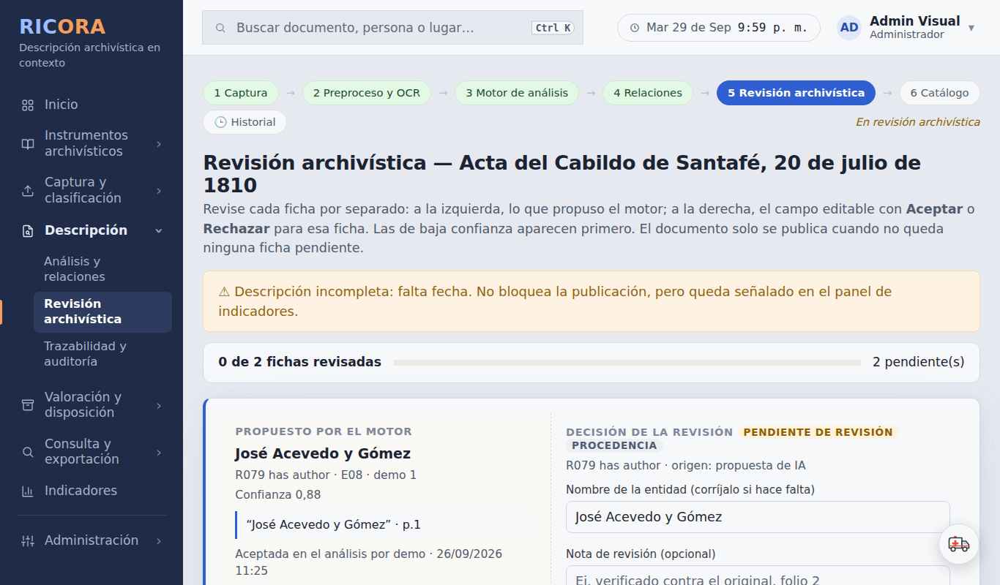 RICORA
Descripción archivística en
contexto
Inicio
Instrumentos
archivísticos
Captura y
clasificación
Descripción
Análisis y
relaciones
Revisión
archivística
Trazabilidad y
auditoría
Valoración y
disposición
Consulta y
exportación
Indicadores
Administración
Buscar documento, persona o lugar…
Ctrl K
Mar 29 de Sep 9:59 p. m.
AD
Admin Visual
Administrador
1 Captura → 2 Preproceso y OCR → 3 Motor de análisis → 4 Relaciones → 5 Revisión archivística → 6 Catálogo
Historial
En revisión archivística
Revisión archivística — Acta del Cabildo de Santafé, 20 de julio de
1810
Revise cada ficha por separado: a la izquierda, lo que propuso el motor; a la derecha, el campo editable con Aceptar o
Rechazar para esa ficha. Las de baja confianza aparecen primero. El documento solo se publica cuando no queda
ninguna ficha pendiente.
⚠ Descripción incompleta: falta fecha. No bloquea la publicación, pero queda señalado en el panel de
indicadores.
0 de 2 fichas revisadas
2 pendiente(s)
PROPUESTO POR EL MOTOR
José Acevedo y Gómez
R079 has author · E08 · demo 1
Confianza 0,88
“José Acevedo y Gómez” · p.1
Aceptada en el análisis por demo · 26/09/2026
11:25
DECISIÓN DE LA REVISIÓN PENDIENTE DE REVISIÓN
PROCEDENCIA
R079 has author · origen: propuesta de IA
Nombre de la entidad (corríjalo si hace falta)
José Acevedo y Gómez
Nota de revisión (opcional)
Ej. verificado contra el original, folio 2